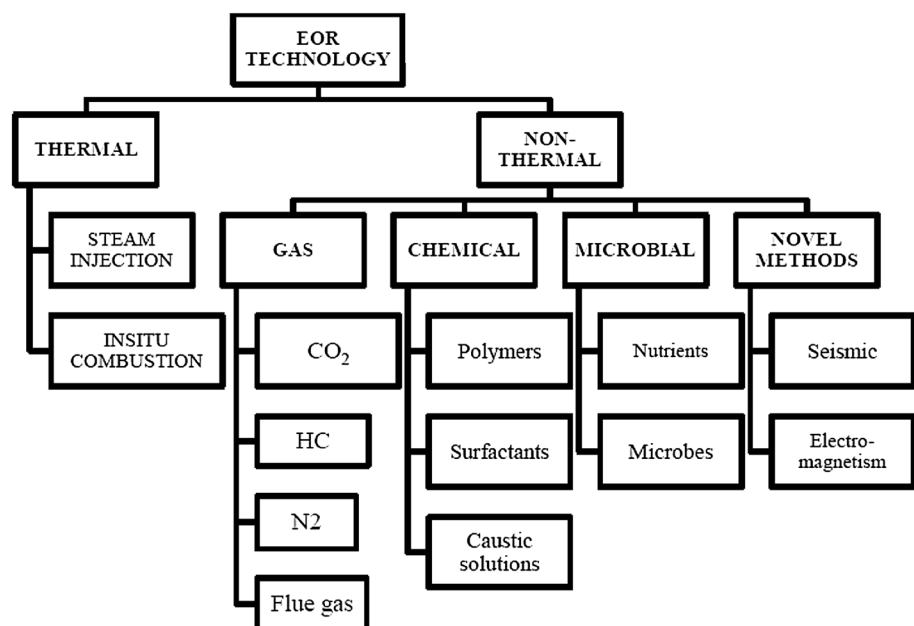 EOR
TECHNOLOGY
THERMAL
NON-
THERMAL
STEAM
INJECTION
INSITU
COMBUSTION
GAS
CHEMICAL
MICROBIAL
NOVEL
METHODS
CO₂
HC
N2
Flue gas
Polymers
Surfactants
Caustic
solutions
Nutrients
Microbes
Seismic
Electro-
magnetism